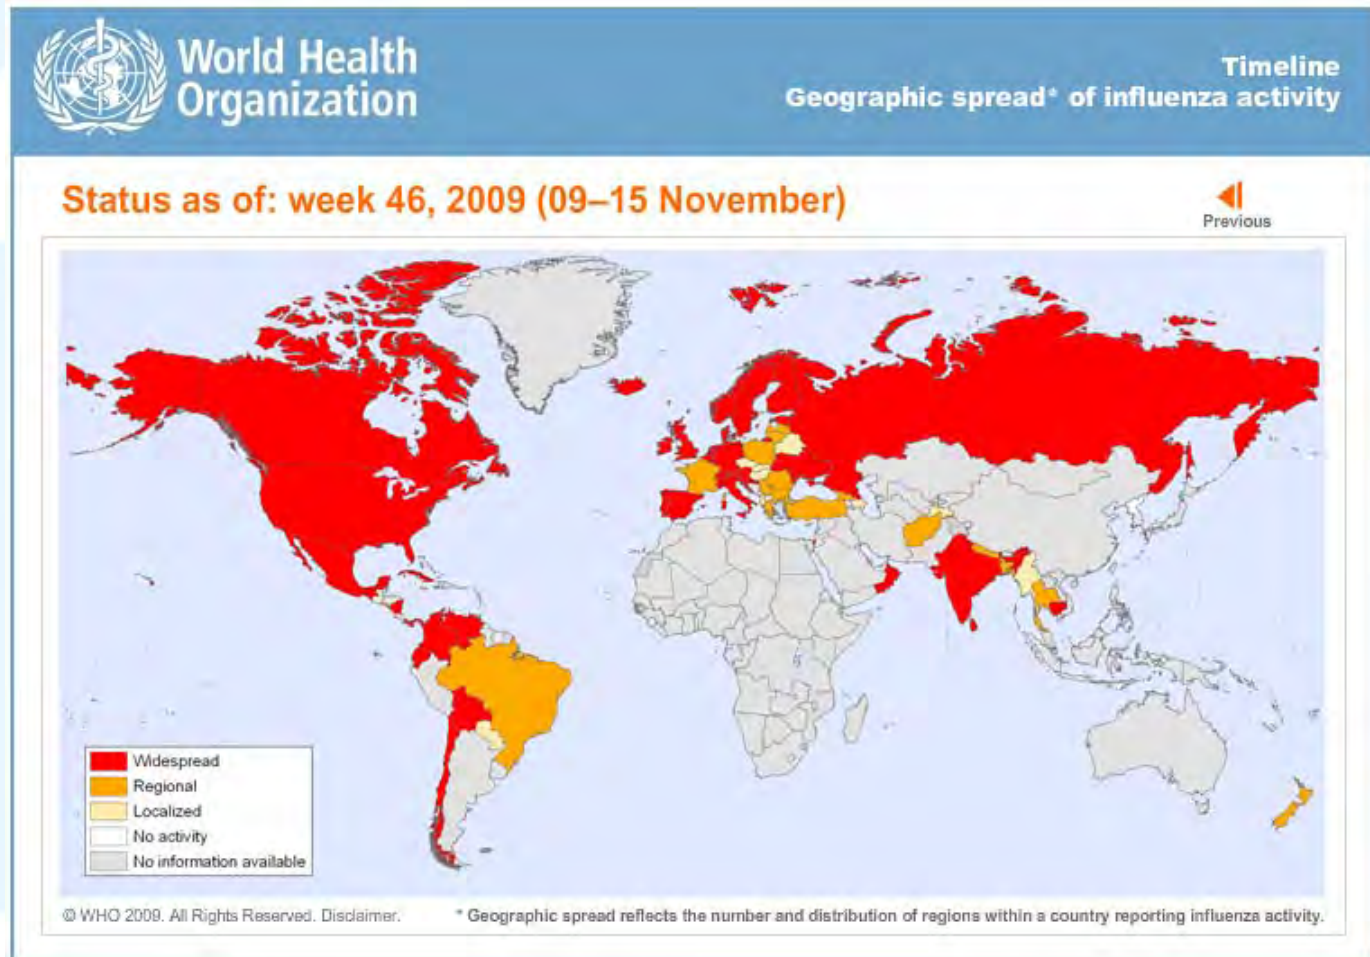 World Health
Organization
Timeline
Geographic spread* of influenza activity
Status as of: week 46, 2009 (09–15 November)
Previous
Widespread
Regional
Localized
No activity
No information available
© WHO 2009. All Rights Reserved. Disclaimer.
* Geographic spread reflects the number and distribution of regions within a country reporting influenza activity.